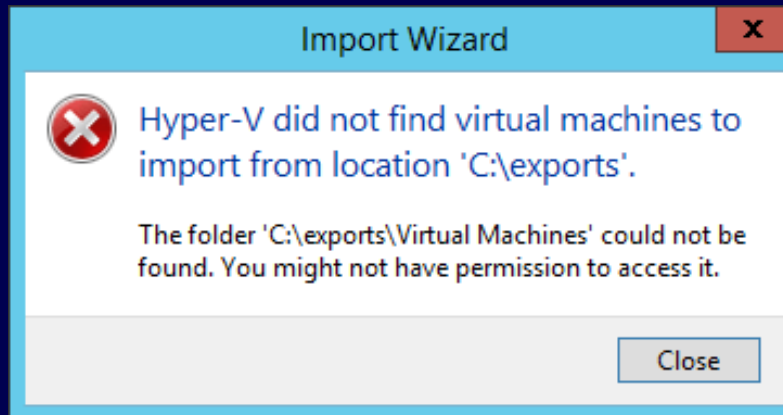 Import Wizard
x
Hyper-V did not find virtual machines to
import from location 'C:\exports'.
The folder 'C:\exports\Virtual Machines' could not be
found. You might not have permission to access it.
Close